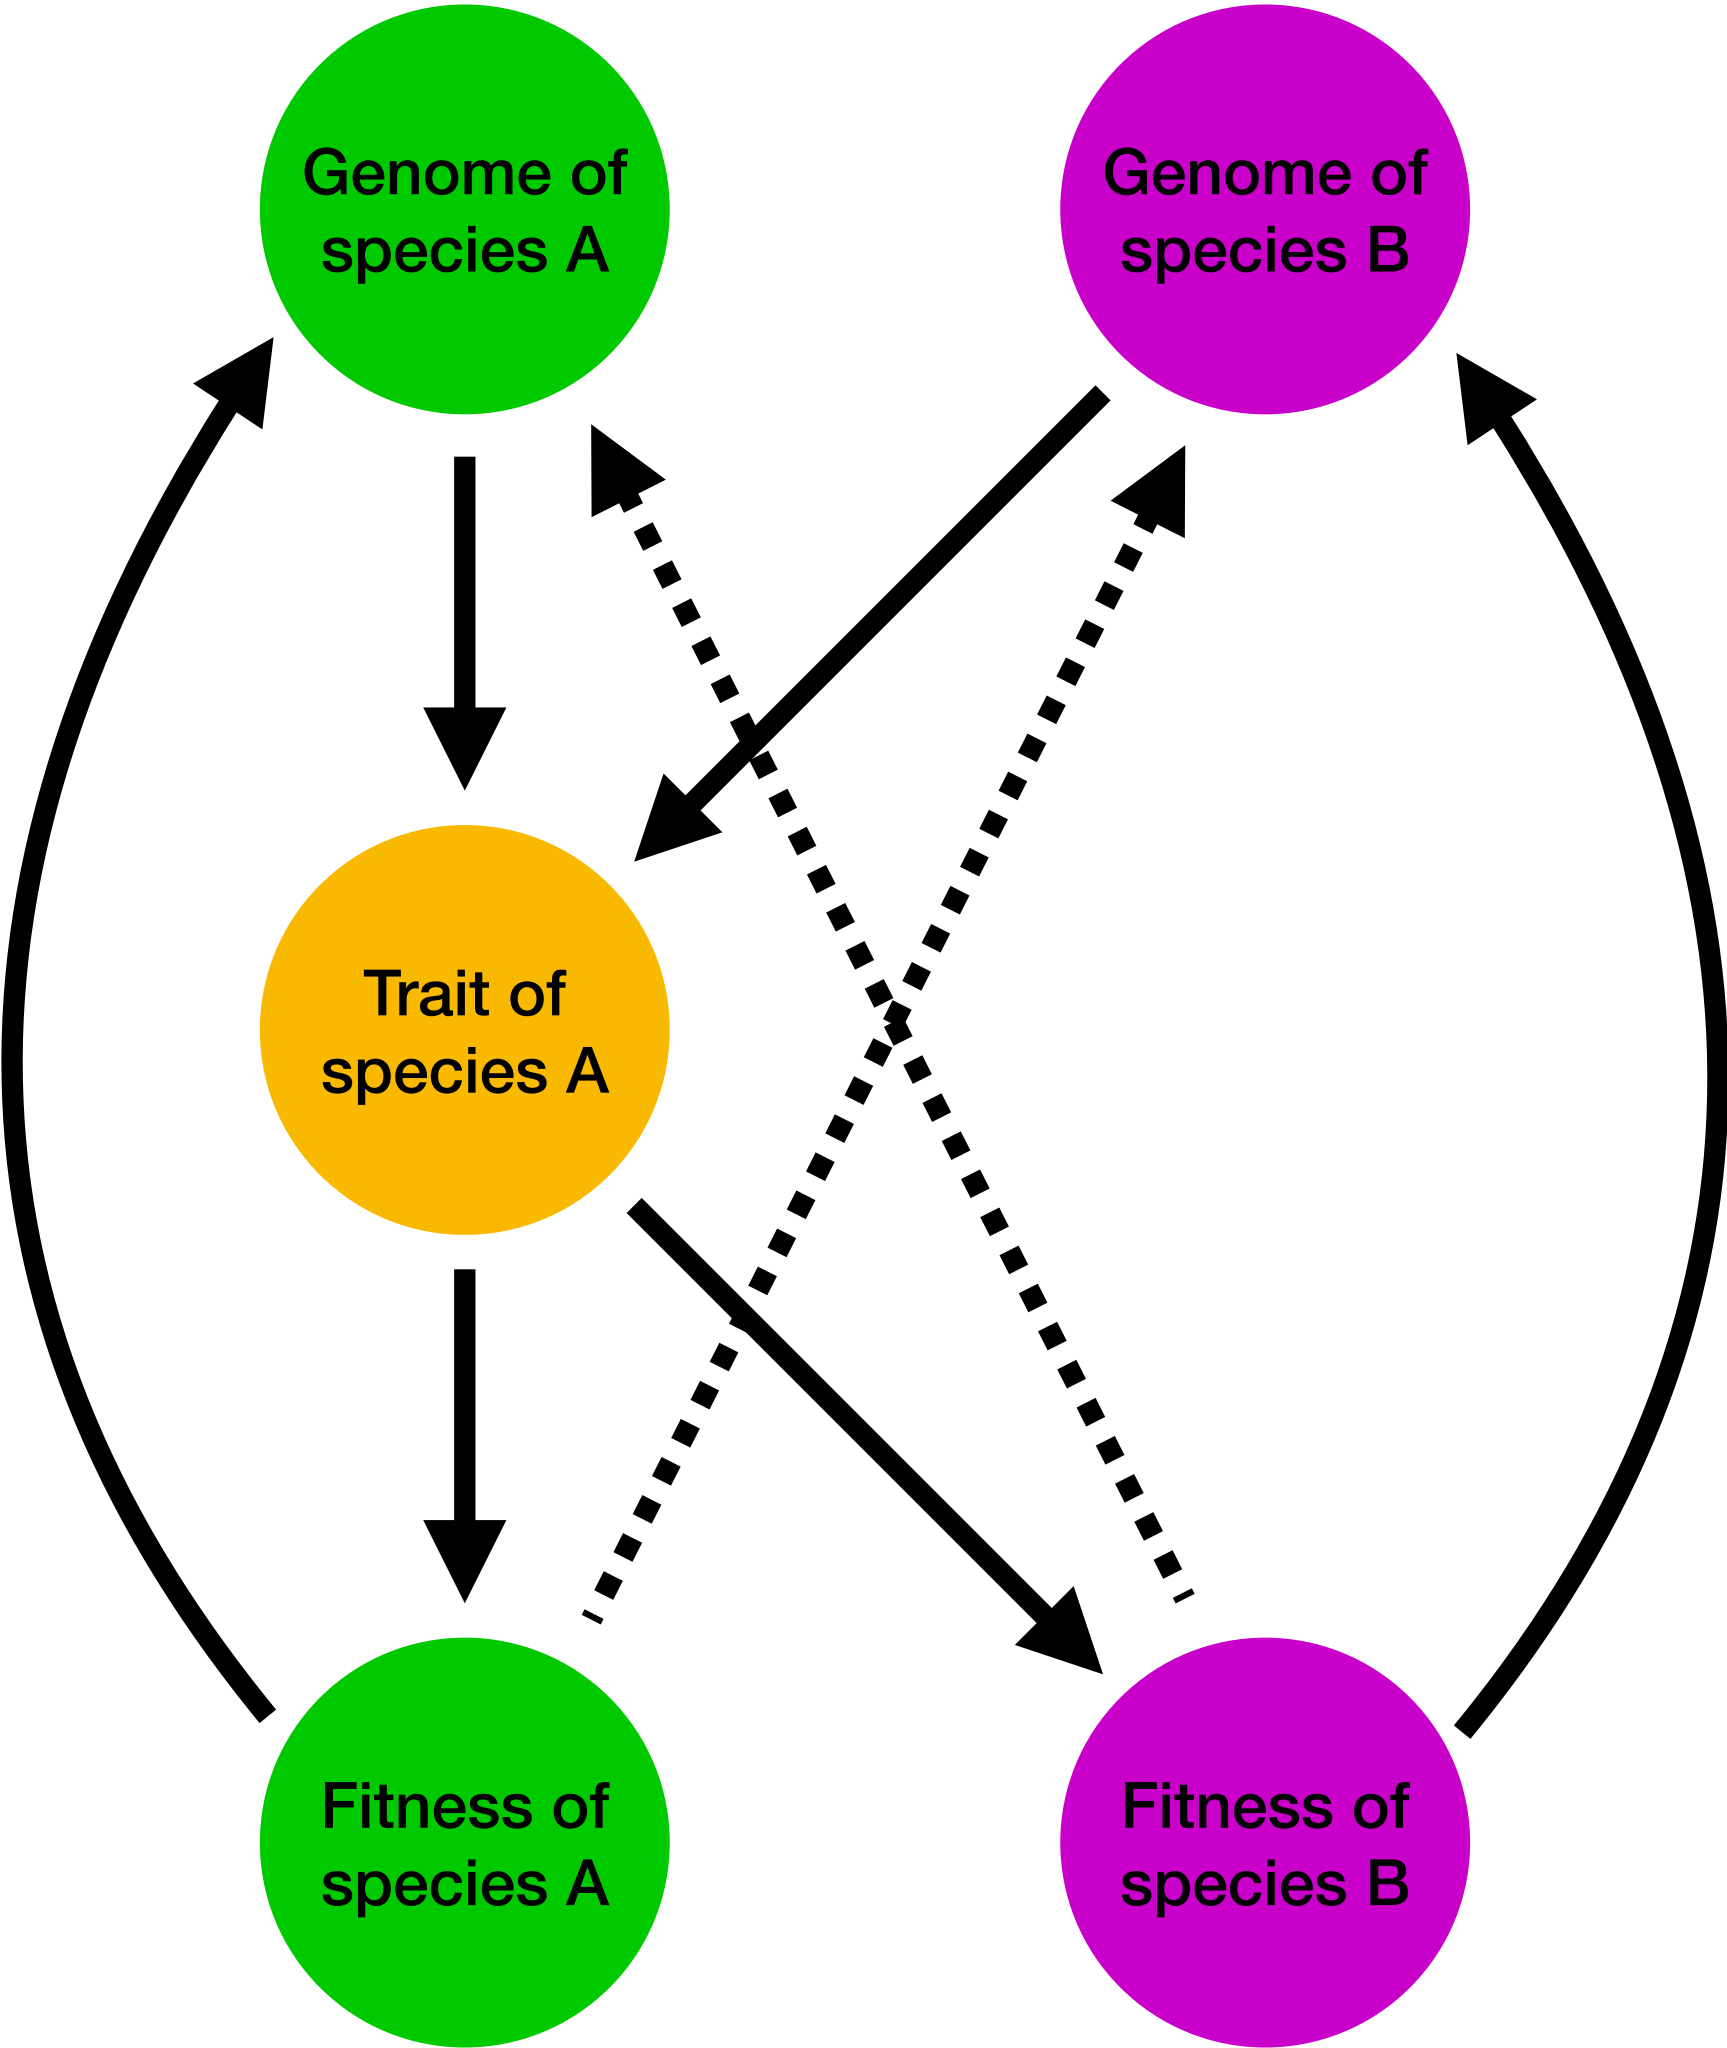 Genome of
species A
Genome of
species B
Trait of
species A
Fitness of
species A
Fitness of
species B